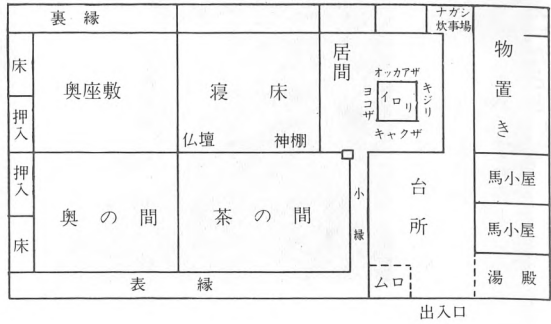 裏縁
ナガシ
炊事場
物置き
床
奥座敷
寝床
居間
オッカアザ
ヨコザ
イロリ
キジリ
キャクザ
押入
仏壇
神棚
押入
奥の間
茶の間
小縁
台所
馬小屋
馬小屋
床
ムロ
湯殿
表縁
出入口